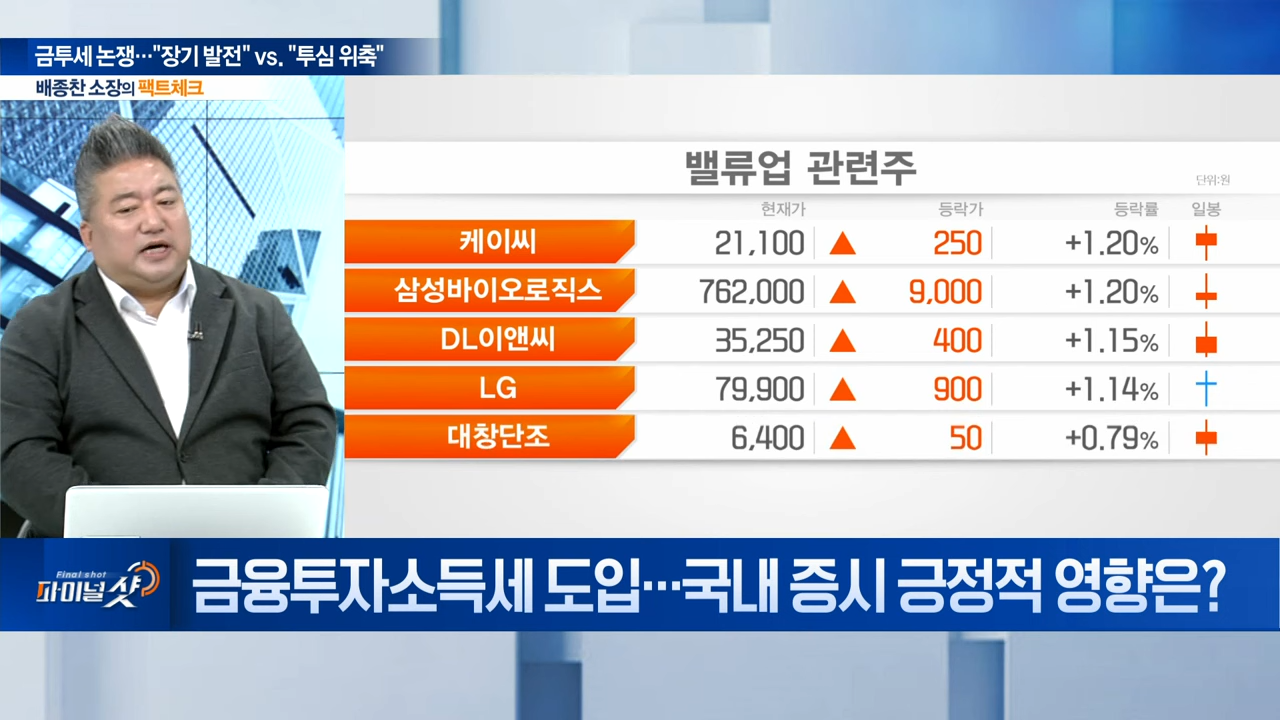 금투세 논쟁…"장기 발전" vs. "투심 위축"
배종찬 소장의 팩트체크
밸류업 관련주
단위:원
현재가 등락가 등락률 일봉
케이씨 21,100 ▲ 250 +1.20%
삼성바이오로직스 762,000 ▲ 9,000 +1.20%
DL이앤씨 35,250 ▲ 400 +1.15%
LG 79,900 ▲ 900 +1.14%
대창단조 6,400 ▲ 50 +0.79%
Final shot
파이널샷
금융투자소득세 도입…국내 증시 긍정적 영향은?